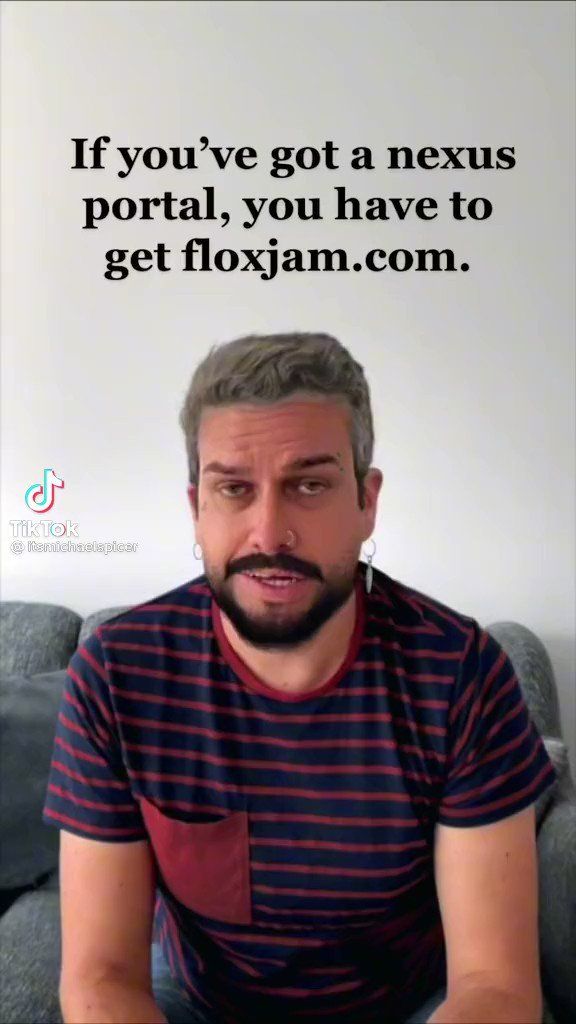 If you’ve got a nexus
portal, you have to
get floxjam.com.
TikTok
@itsmichaelspicer